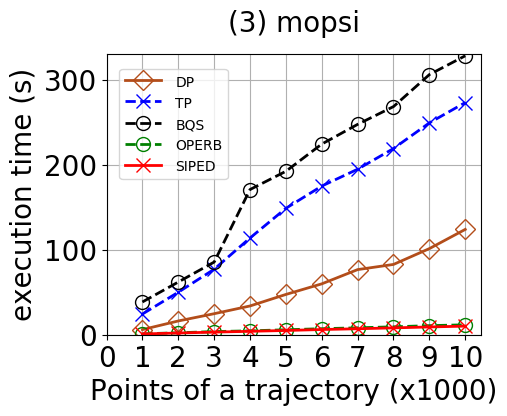 (3) mopsi
execution time (s)
300
200
100
0
DP
TP
BQS
OPERB
SIPED
0 1 2 3 4 5 6 7 8 9 10
Points of a trajectory (x1000)